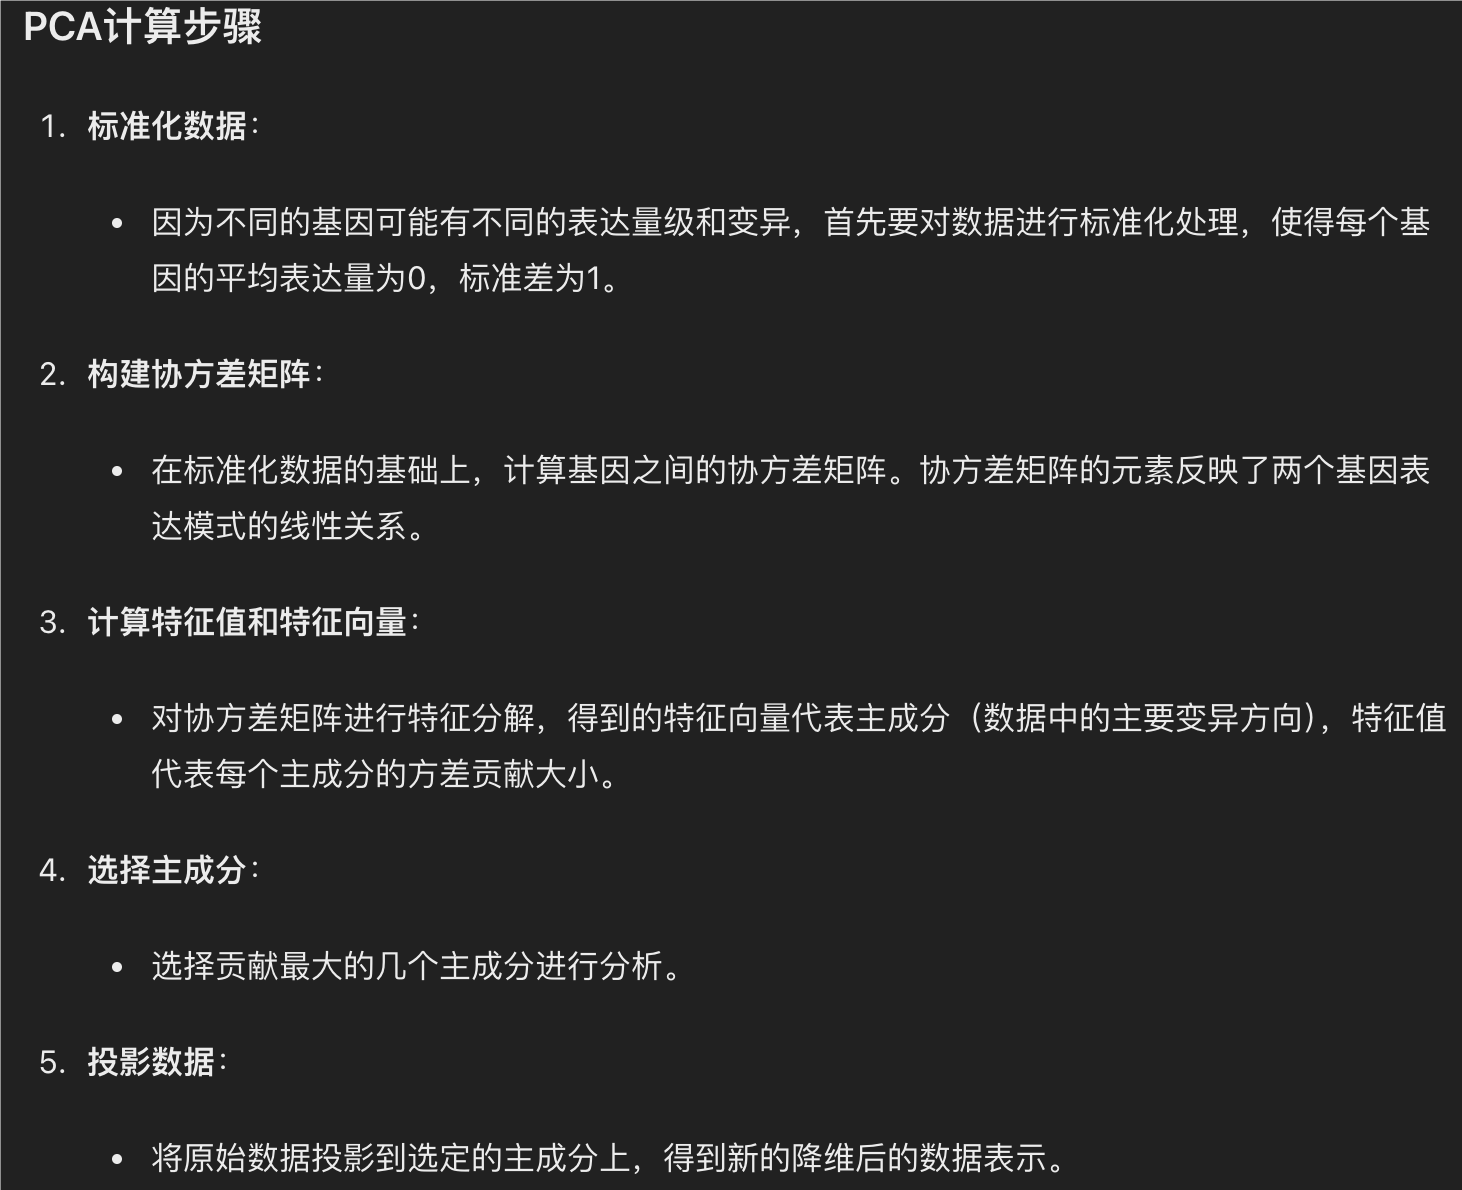 PCA计算步骤
1. 标准化数据：
• 因为不同的基因可能有不同的表达量级和变异，首先要对数据进行标准化处理，使得每个基
因的平均表达量为0，标准差为1。
2. 构建协方差矩阵：
• 在标准化数据的基础上，计算基因之间的协方差矩阵。协方差矩阵的元素反映了两个基因表
达模式的线性关系。
3. 计算特征值和特征向量：
• 对协方差矩阵进行特征分解，得到的特征向量代表主成分（数据中的主要变异方向），特征值
代表每个主成分的方差贡献大小。
4. 选择主成分：
• 选择贡献最大的几个主成分进行分析。
5. 投影数据：
• 将原始数据投影到选定的主成分上，得到新的降维后的数据表示。